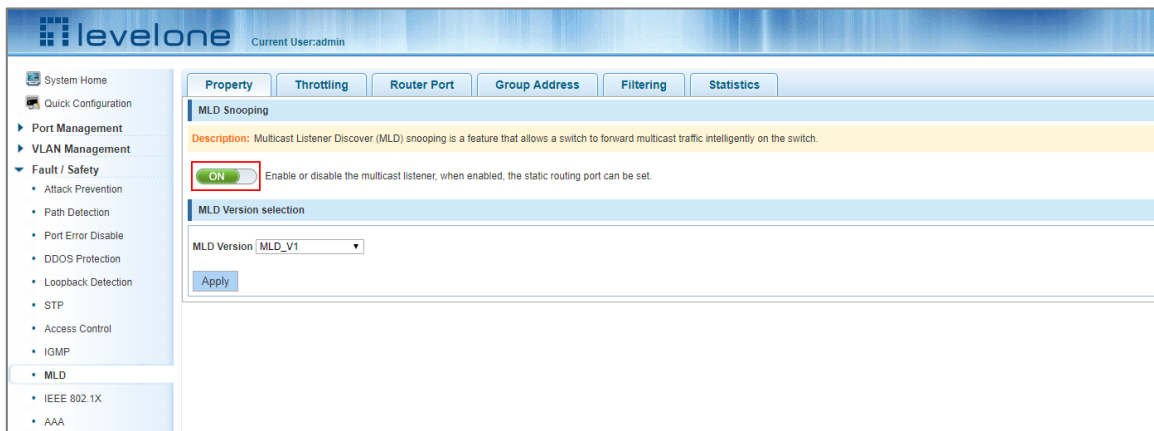 levelone
Current User:admin
System Home
Quick Configuration
Port Management
VLAN Management
Fault / Safety
Attack Prevention
Path Detection
Port Error Disable
DDOS Protection
Loopback Detection
STP
Access Control
IGMP
MLD
IEEE 802.1X
AAA
Property Throttling Router Port Group Address Filtering Statistics
MLD Snooping
Description: Multicast Listener Discover (MLD) snooping is a feature that allows a switch to forward multicast traffic intelligently on the switch.
ON Enable or disable the multicast listener, when enabled, the static routing port can be set.
MLD Version selection
MLD Version MLD_V1
Apply